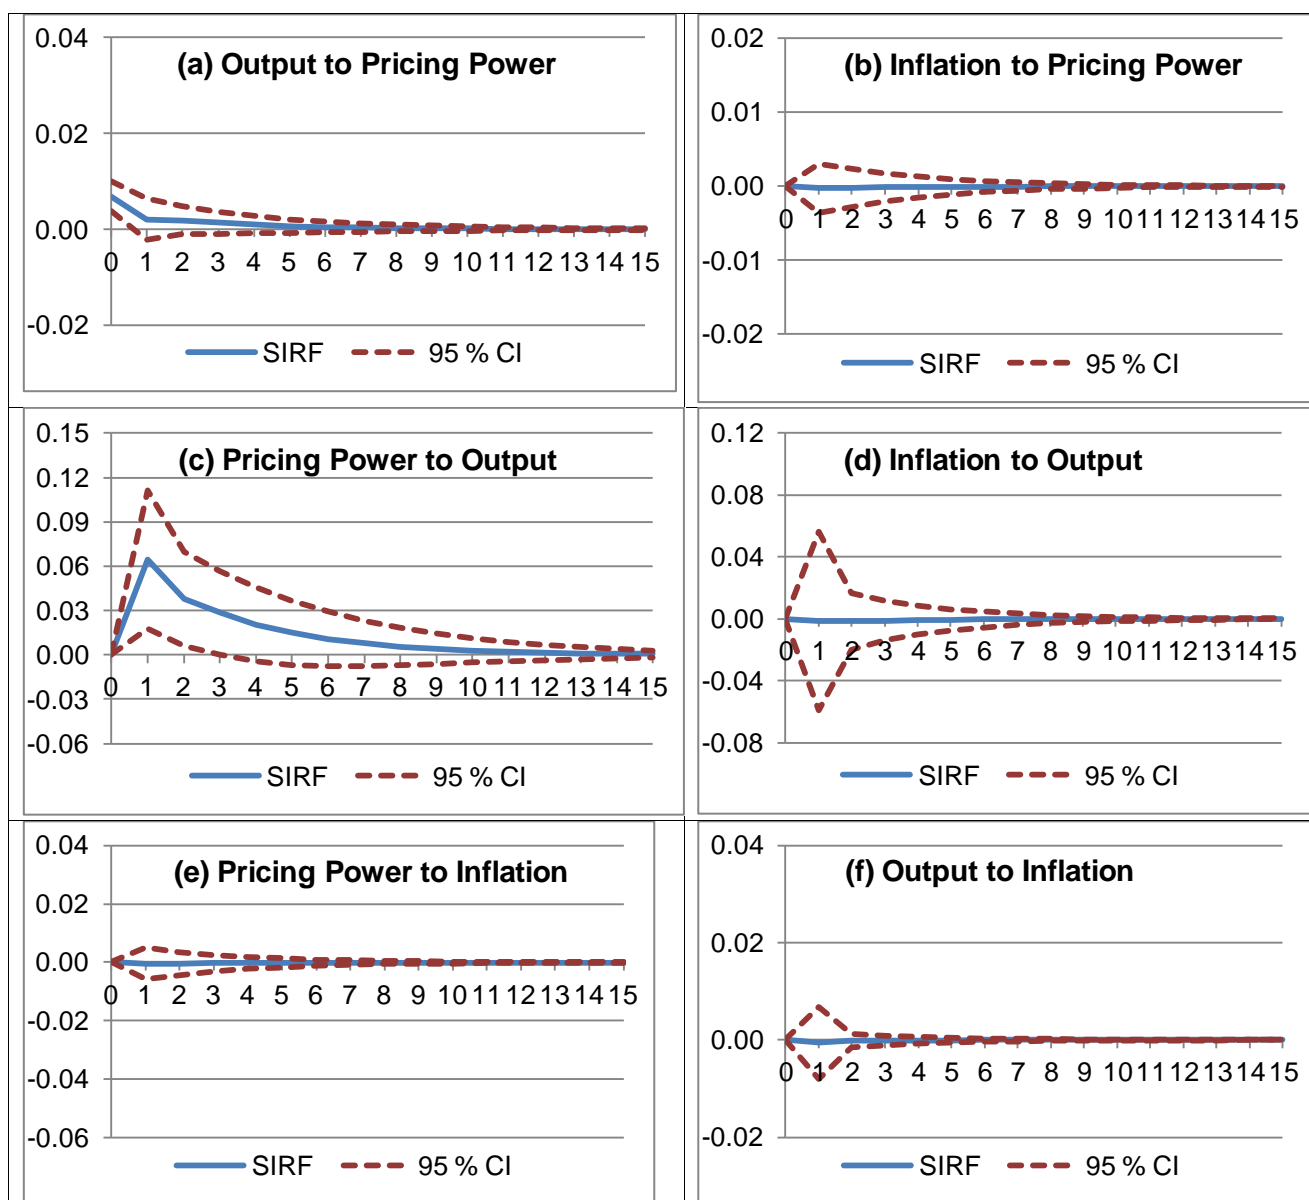 (a) Output to Pricing Power
0.04
0.02
0.00
-0.02
0 1 2 3 4 5 6 7 8 9 10 11 12 13 14 15
SIRF 95 % CI
(b) Inflation to Pricing Power
0.02
0.01
0.00
-0.01
-0.02
0 1 2 3 4 5 6 7 8 9 10 11 12 13 14 15
SIRF 95 % CI
(c) Pricing Power to Output
0.15
0.12
0.09
0.06
0.03
0.00
-0.03
-0.06
0 1 2 3 4 5 6 7 8 9 10 11 12 13 14 15
SIRF 95 % CI
(d) Inflation to Output
0.12
0.08
0.04
0.00
-0.04
-0.08
0 1 2 3 4 5 6 7 8 9 10 11 12 13 14 15
SIRF 95 % CI
(e) Pricing Power to Inflation
0.04
0.02
0.00
-0.02
-0.04
-0.06
0 1 2 3 4 5 6 7 8 9 10 11 12 13 14 15
SIRF 95 % CI
(f) Output to Inflation
0.04
0.02
0.00
-0.02
0 1 2 3 4 5 6 7 8 9 10 11 12 13 14 15
SIRF 95 % CI